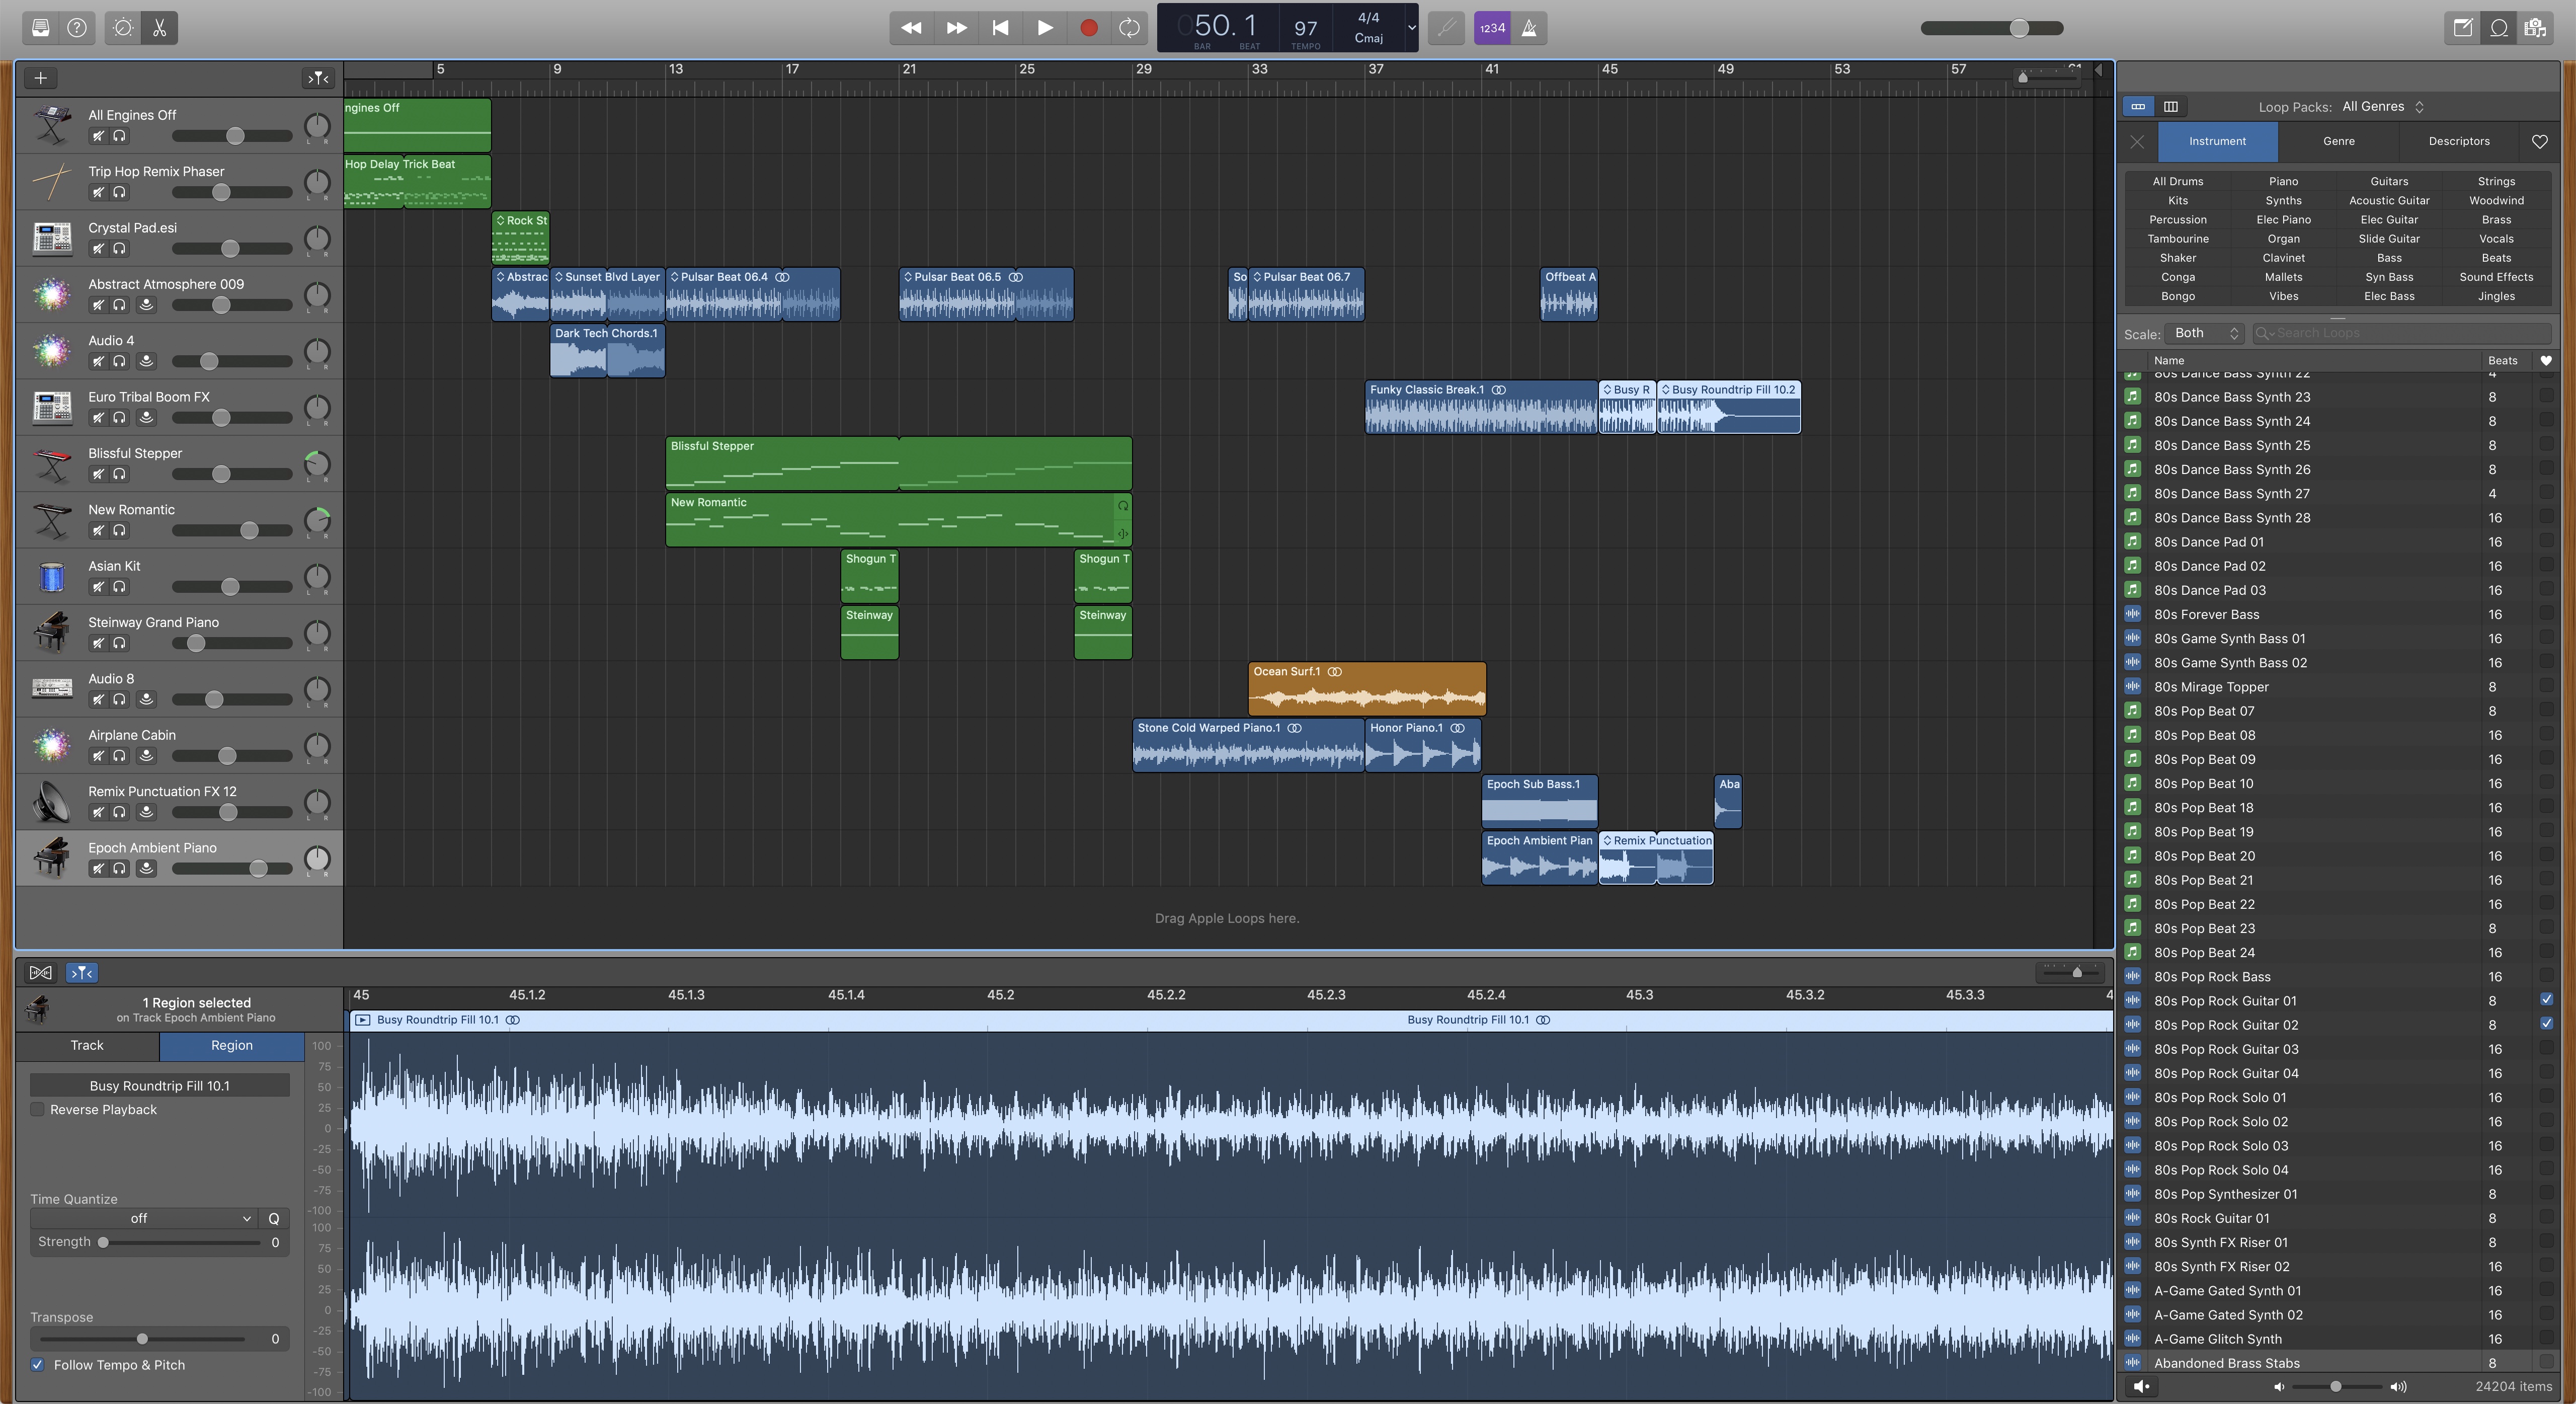 50. 1
BAR BEAT
97
TEMPO
4/4
Cmaj
1234
5 9 13 17 21 25 29 33 37 41 45 49 53 57 61
All Engines Off
L R
ngines Off
Trip Hop Remix Phaser
L R
Hop Delay Trick Beat
Crystal Pad.esi
L R
Rock St
Abstract Atmosphere 009
L R
Abstrac
Sunset Blvd Layer
Pulsar Beat 06.4
Pulsar Beat 06.5
So
Pulsar Beat 06.7
Offbeat A
Audio 4
L R
Dark Tech Chords.1
Euro Tribal Boom FX
L R
Funky Classic Break.1
Busy R
Busy Roundtrip Fill 10.2
Blissful Stepper
L R
Blissful Stepper
New Romantic
L R
New Romantic
Asian Kit
L R
Shogun T
Shogun T
Steinway Grand Piano
L R
Steinway
Steinway
Audio 8
L R
Ocean Surf.1
Airplane Cabin
L R
Stone Cold Warped Piano.1
Honor Piano.1
Remix Punctuation FX 12
L R
Epoch Sub Bass.1
Aba
Epoch Ambient Piano
L R
Epoch Ambient Pian
Remix Punctuation
Drag Apple Loops here.
1 Region selected
on Track Epoch Ambient Piano
Track Region
Busy Roundtrip Fill 10.1
Reverse Playback
Time Quantize
off Q
Strength 0
Transpose
0
Follow Tempo & Pitch
45 45.1.2 45.1.3 45.1.4 45.2 45.2.2 45.2.3 45.2.4 45.3 45.3.2 45.3.3 4
Busy Roundtrip Fill 10.1
Busy Roundtrip Fill 10.1
100
75
50
25
0
-25
-50
-75
-100
100
75
50
25
0
-25
-50
-75
-100
Loop Packs: All Genres
Instrument Genre Descriptors
All Drums Piano Guitars Strings
Kits Synths Acoustic Guitar Woodwind
Percussion Elec Piano Elec Guitar Brass
Tambourine Organ Slide Guitar Vocals
Shaker Clavinet Bass Beats
Conga Mallets Syn Bass Sound Effects
Bongo Vibes Elec Bass Jingles
Scale: Both Search Loops
Name Beats
80s Dance Bass Synth 22 4
80s Dance Bass Synth 23 8
80s Dance Bass Synth 24 8
80s Dance Bass Synth 25 8
80s Dance Bass Synth 26 8
80s Dance Bass Synth 27 4
80s Dance Bass Synth 28 16
80s Dance Pad 01 16
80s Dance Pad 02 16
80s Dance Pad 03 16
80s Forever Bass 16
80s Game Synth Bass 01 16
80s Game Synth Bass 02 16
80s Mirage Topper 8
80s Pop Beat 07 8
80s Pop Beat 08 16
80s Pop Beat 09 16
80s Pop Beat 10 16
80s Pop Beat 18 16
80s Pop Beat 19 16
80s Pop Beat 20 16
80s Pop Beat 21 16
80s Pop Beat 22 16
80s Pop Beat 23 8
80s Pop Beat 24 16
80s Pop Rock Bass 16
80s Pop Rock Guitar 01 8
80s Pop Rock Guitar 02 8
80s Pop Rock Guitar 03 16
80s Pop Rock Guitar 04 16
80s Pop Rock Solo 01 16
80s Pop Rock Solo 02 16
80s Pop Rock Solo 03 16
80s Pop Rock Solo 04 16
80s Pop Synthesizer 01 8
80s Rock Guitar 01 8
80s Synth FX Riser 01 8
80s Synth FX Riser 02 16
A-Game Gated Synth 01 16
A-Game Gated Synth 02 16
A-Game Glitch Synth 16
Abandoned Brass Stabs 8
24204 items